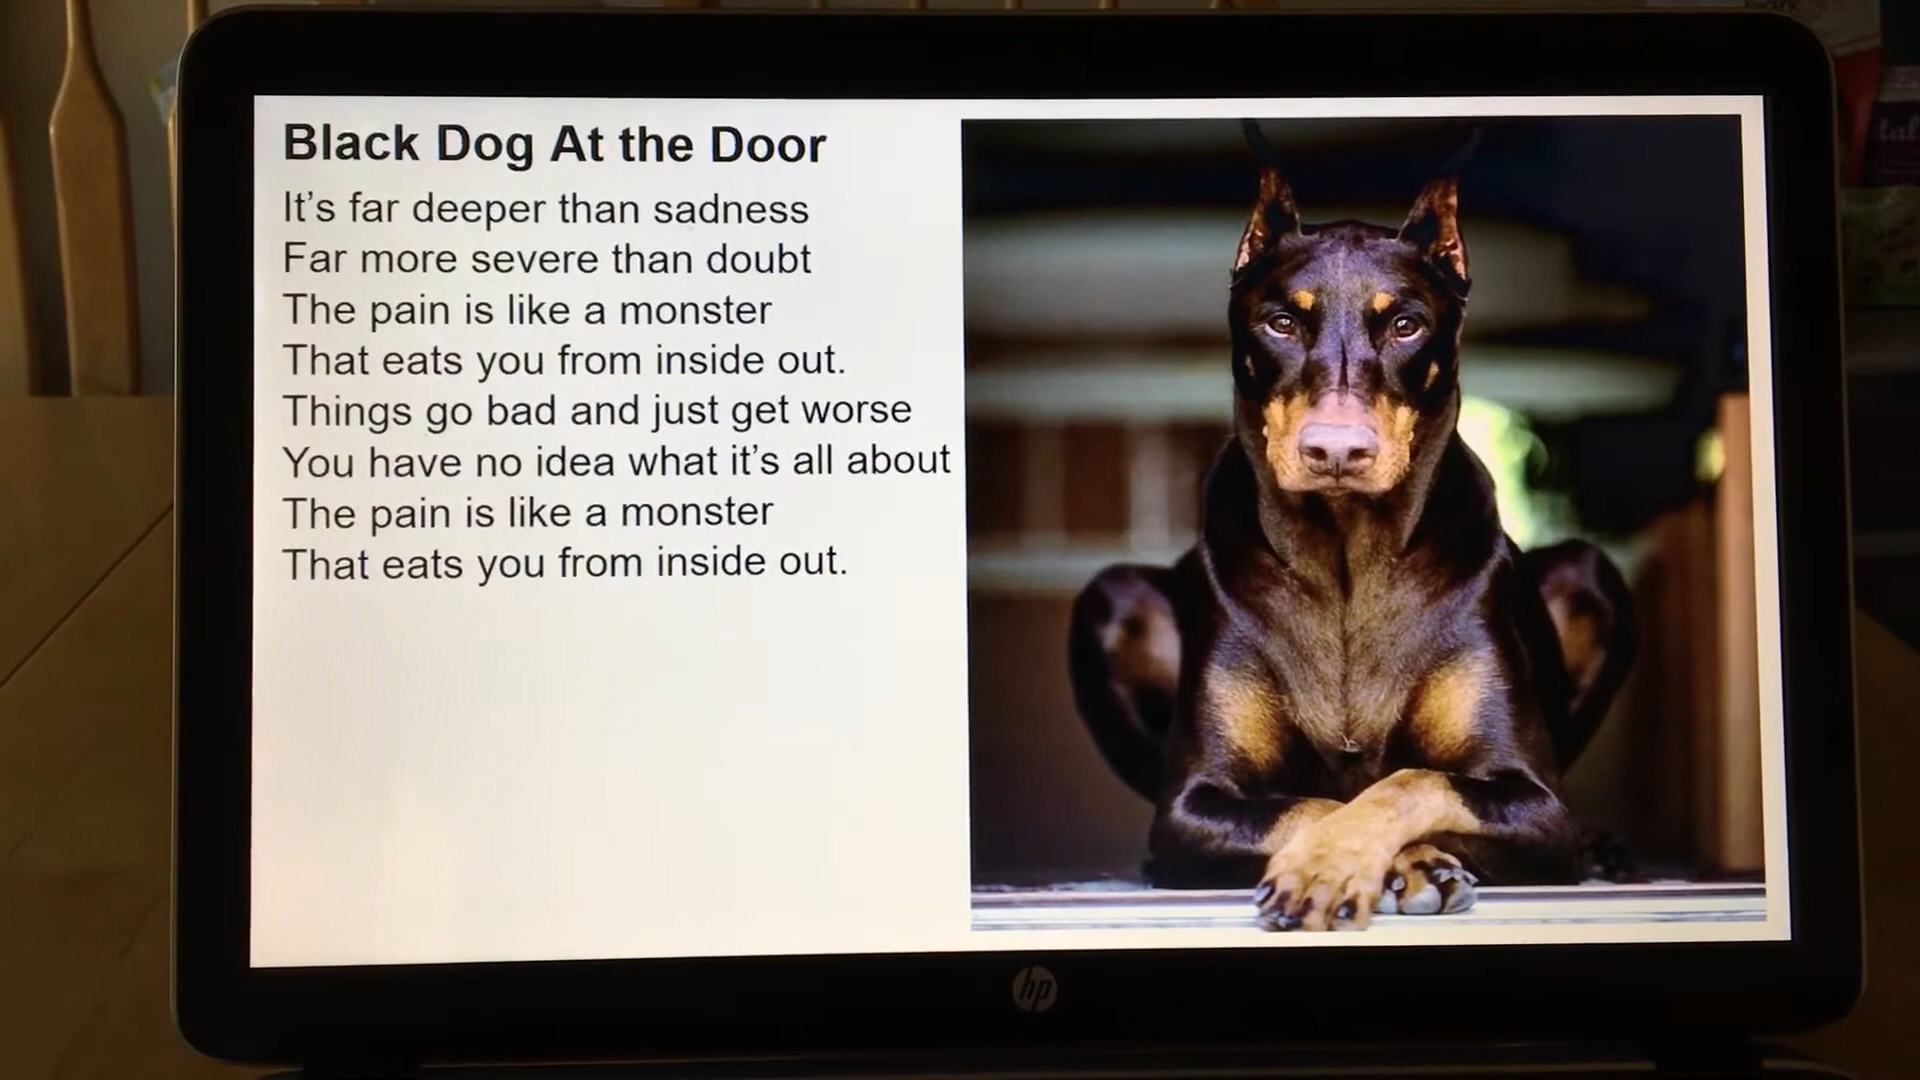 Black Dog At the Door
It's far deeper than sadness
Far more severe than doubt
The pain is like a monster
That eats you from inside out.
Things go bad and just get worse
You have no idea what it's all about
The pain is like a monster
That eats you from inside out.
hp